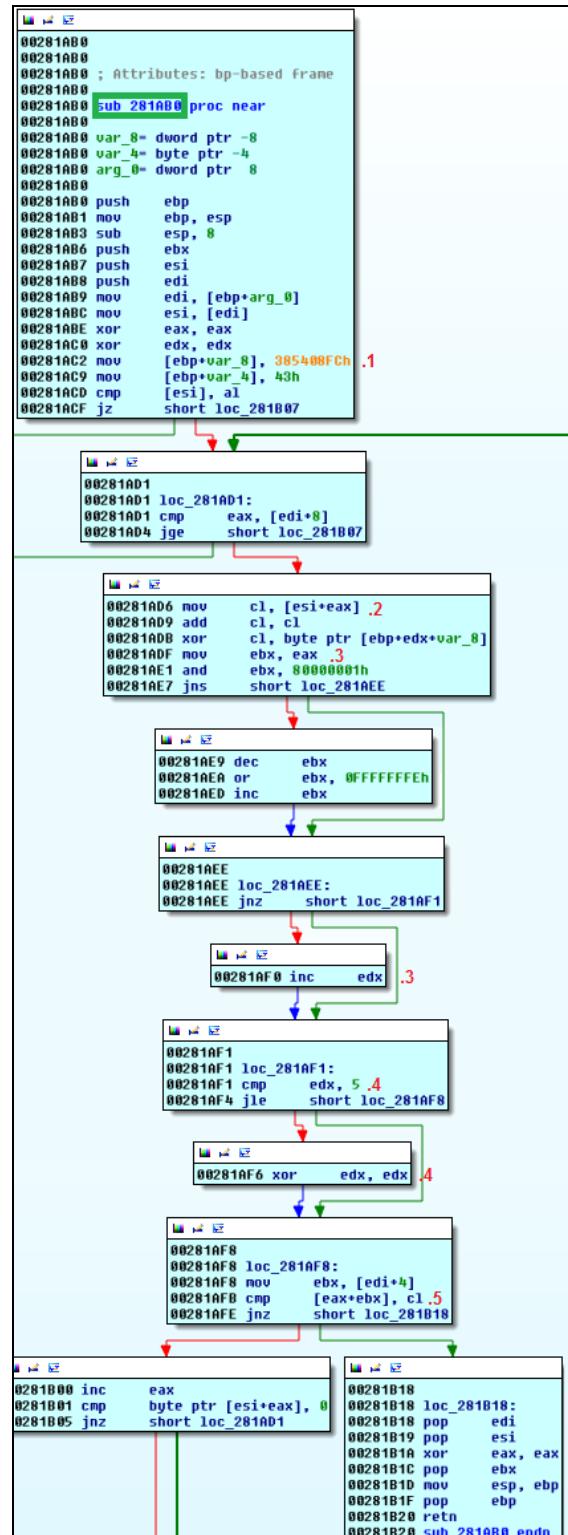 00281AB0
00281AB0
00281AB0 ; Attributes: bp-based frame
00281AB0
00281AB0 sub_281AB0 proc near
00281AB0
00281AB0 var_8= dword ptr -8
00281AB0 var_4= byte ptr -4
00281AB0 arg_0= dword ptr  8
00281AB0
00281AB0 push    ebp
00281AB1 mov     ebp, esp
00281AB3 sub     esp, 8
00281AB6 push    ebx
00281AB7 push    esi
00281AB8 push    edi
00281AB9 mov     edi, [ebp+arg_0]
00281ABC mov     esi, [edi]
00281ABE xor     eax, eax
00281AC0 xor     edx, edx
00281AC2 mov     [ebp+var_8], 385408FCh .1
00281AC9 mov     [ebp+var_4], 43h
00281ACD cmp     [esi], al
00281ACF jz      short loc_281B07
00281AD1
00281AD1 loc_281AD1:
00281AD1 cmp     eax, [edi+8]
00281AD4 jge     short loc_281B07
00281AD6 mov     cl, [esi+eax] .2
00281AD9 add     cl, cl
00281ADB xor     cl, byte ptr [ebp+edx+var_8]
00281ADF mov     ebx, eax .3
00281AE1 and     ebx, 80000001h
00281AE7 jns     short loc_281AEE
00281AE9 dec     ebx
00281AEA or      ebx, 0FFFFFFFEh
00281AED inc     ebx
00281AEE
00281AEE loc_281AEE:
00281AEE jnz     short loc_281AF1
00281AF0 inc     edx .3
00281AF1
00281AF1 loc_281AF1:
00281AF1 cmp     edx, 5 .4
00281AF4 jle     short loc_281AF8
00281AF6 xor     edx, edx .4
00281AF8
00281AF8 loc_281AF8:
00281AF8 mov     ebx, [edi+4]
00281AFB cmp     [eax+ebx], cl .5
00281AFE jnz     short loc_281B18
0281B00 inc     eax
0281B01 cmp     byte ptr [esi+eax], 0
0281B05 jnz     short loc_281AD1
00281B18
00281B18 loc_281B18:
00281B18 pop     edi
00281B19 pop     esi
00281B1A xor     eax, eax
00281B1C pop     ebx
00281B1D mov     esp, ebp
00281B1F pop     ebp
00281B20 retn
00281B20 sub_281AB0 endp